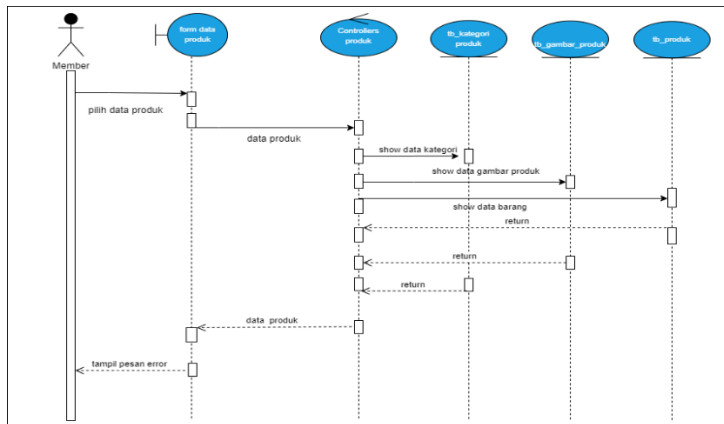 form data
produk
Controllers
produk
tb_kategori
produk
tb_gambar_produk
tb_produk
Member
pilih data produk
data produk
show data kategori
show data gambar produk
show data barang
return
return
return
data produk
tampil pesan error